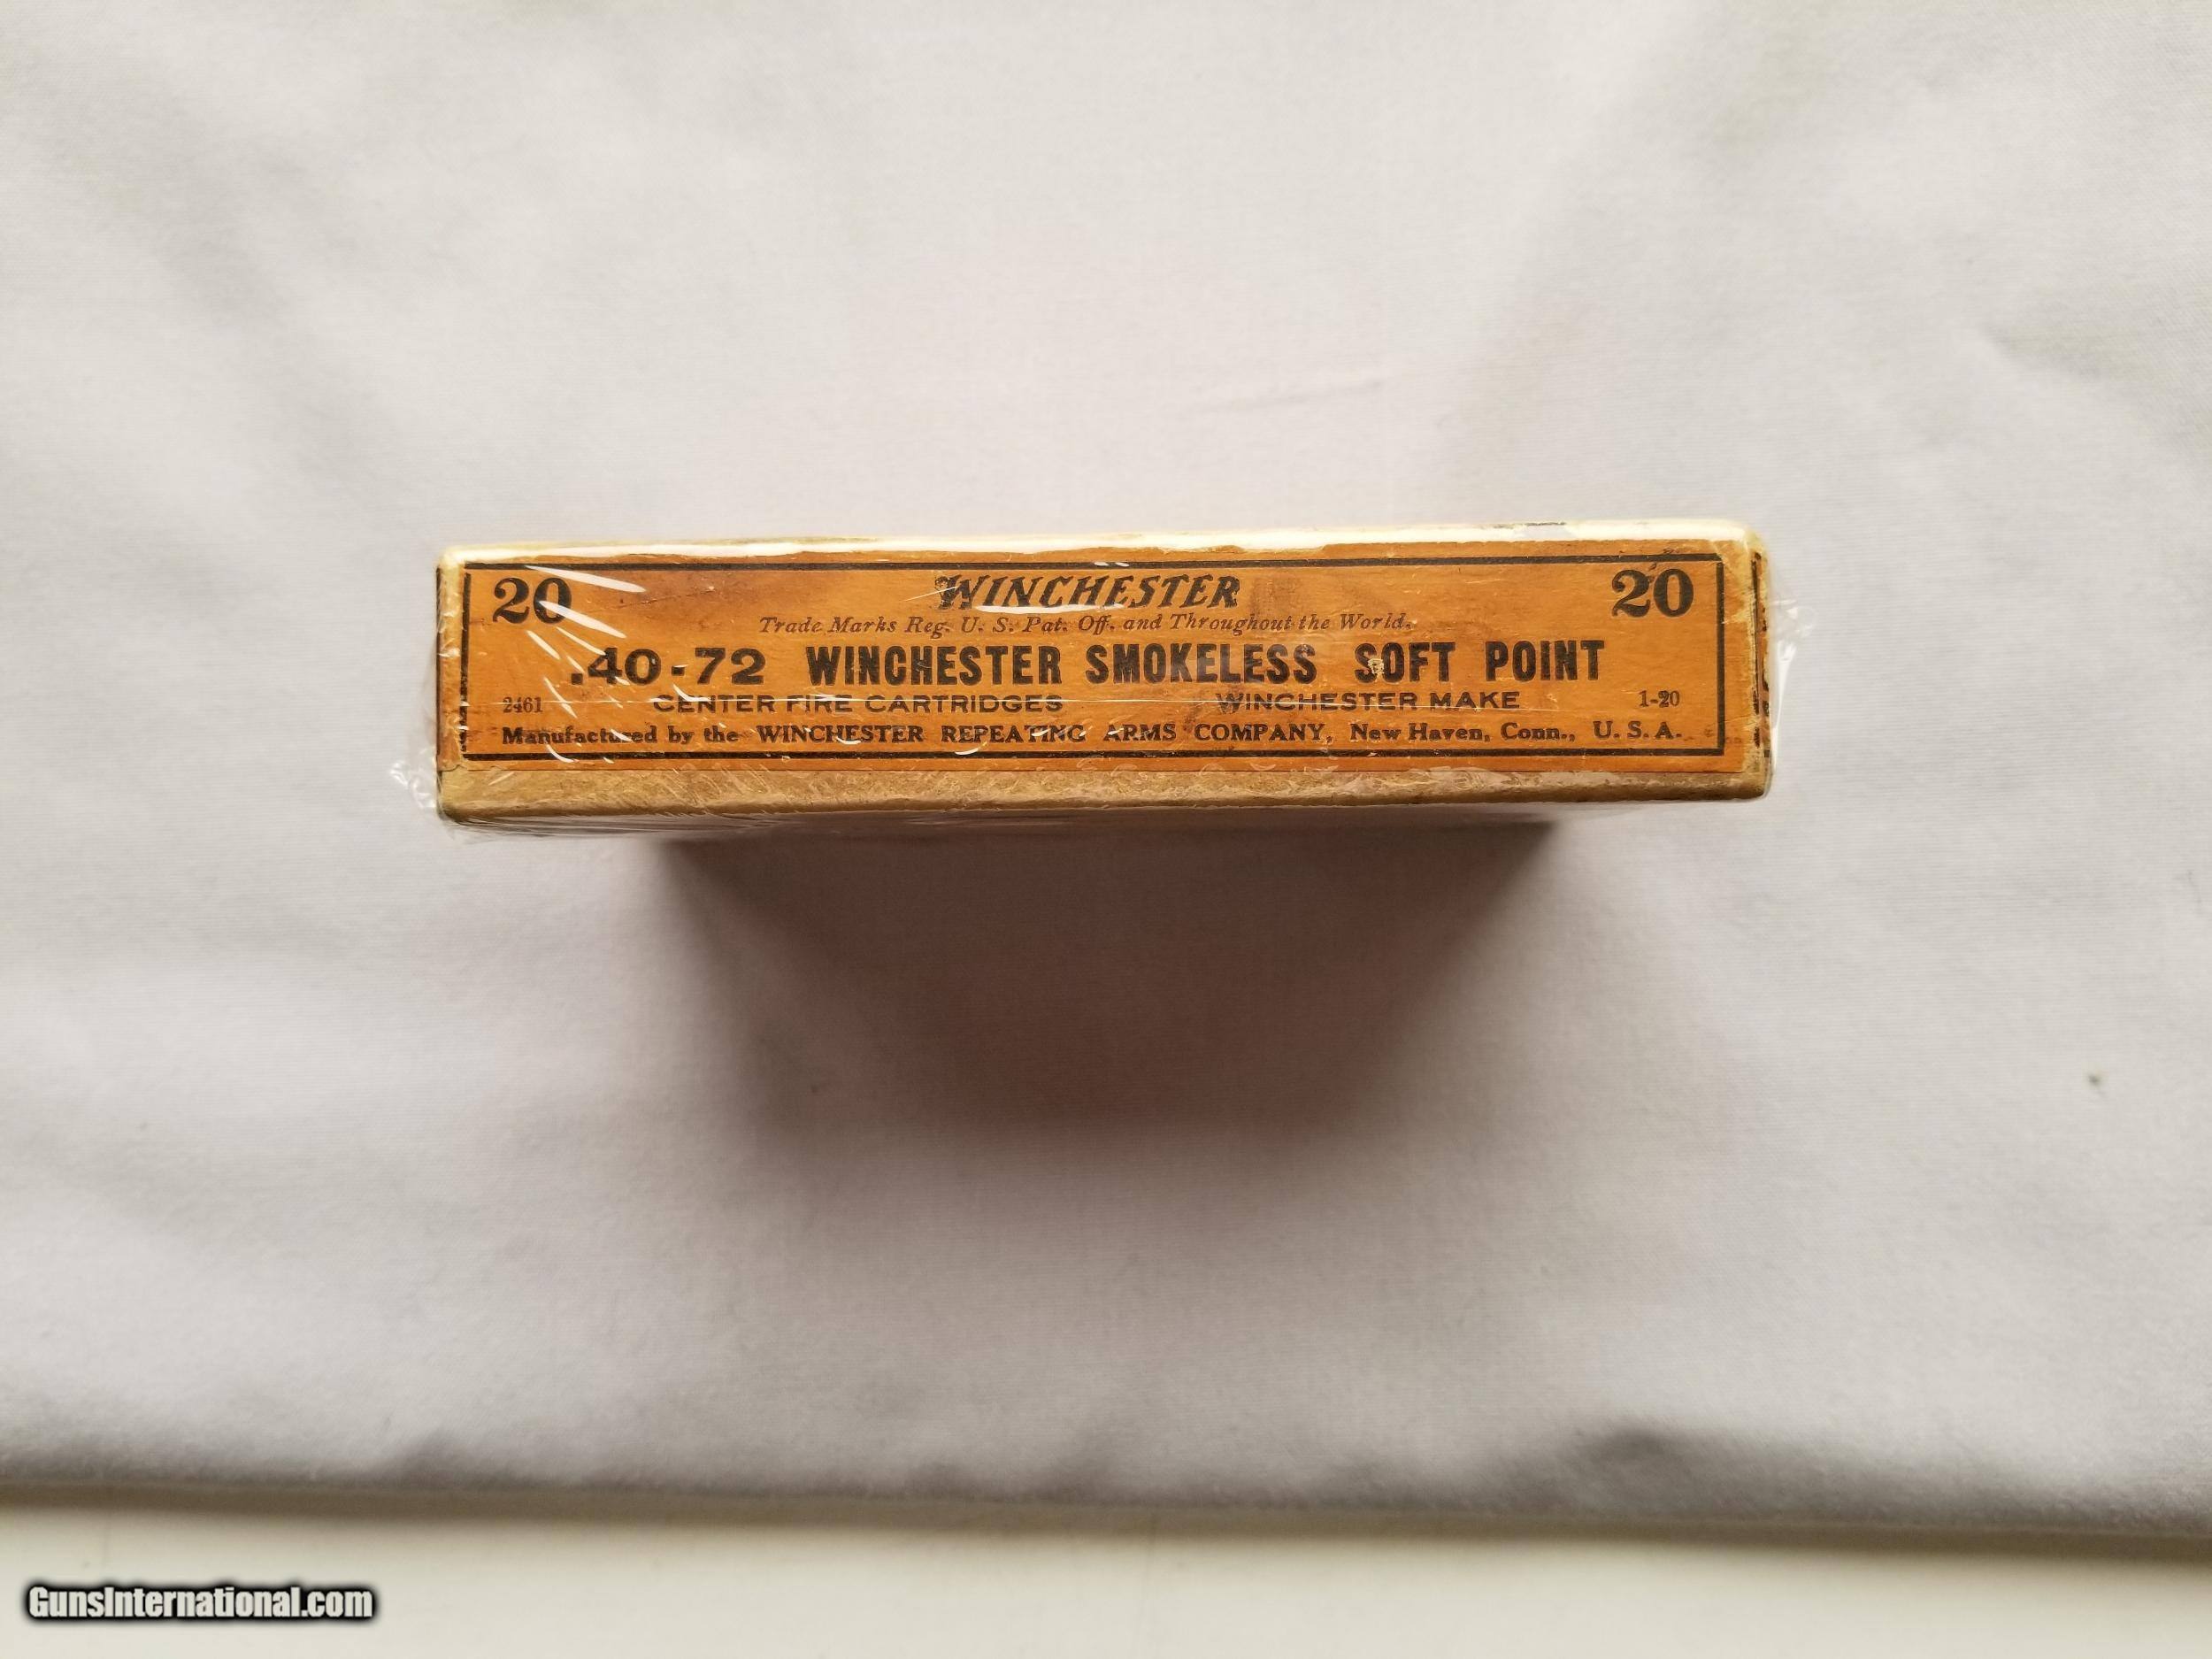 20 WINCHESTER 20
Trade Marks Reg. U. S. Pat. Off. and Throughout the World.
.40-72 WINCHESTER SMOKELESS SOFT POINT
2461 CENTER FIRE CARTRIDGES WINCHESTER MAKE 1-20
Manufactured by the WINCHESTER REPEATING ARMS COMPANY, New Haven, Conn., U. S. A.
GunsInternational.com